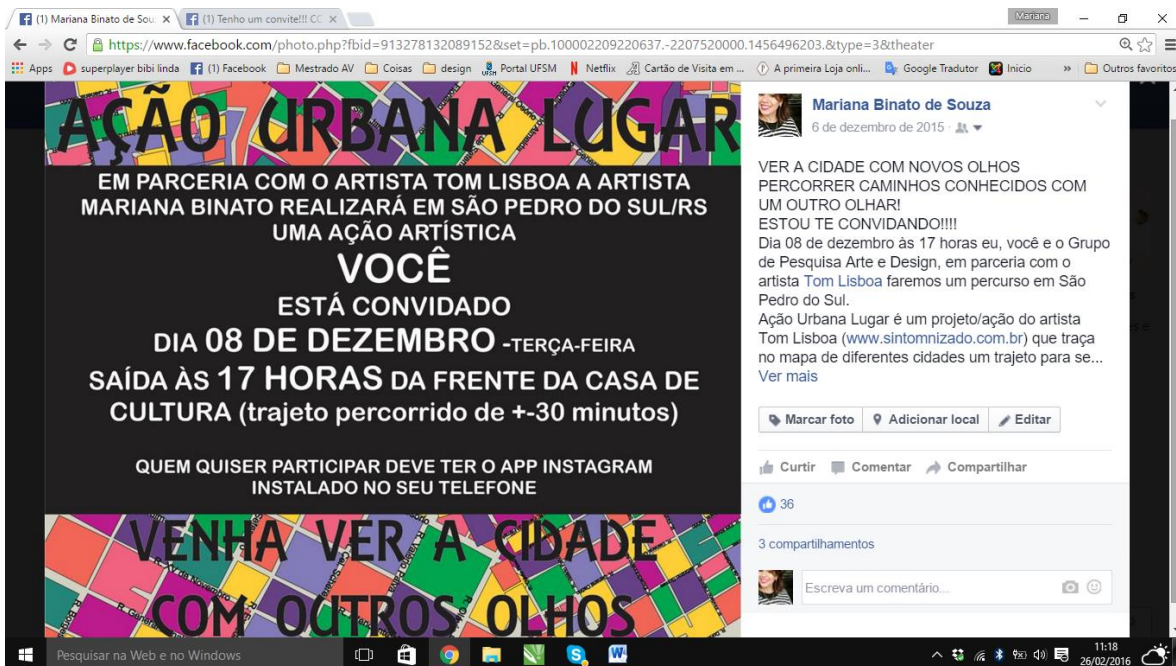 (1) Mariana Binato de Sou
(1) Tenho um convite!!! CC
Mariana
https://www.facebook.com/photo.php?fbid=913278132089152&set=pb.100002209220637.-2207520000.1456496203.&type=3&theater
Apps superplayer bibi linda (1) Facebook Mestrado AV Coisas design Portal UFSM Netflix Cartão de Visita em ... A primeira Loja onli... Google Tradutor Inicio » Outros favoritos
AÇÃO URBANA LUGAR
EM PARCERIA COM O ARTISTA TOM LISBOA A ARTISTA
MARIANA BINATO REALIZARÁ EM SÃO PEDRO DO SUL/RS
UMA AÇÃO ARTÍSTICA
VOCÊ
ESTÁ CONVIDADO
DIA 08 DE DEZEMBRO -TERÇA-FEIRA
SAÍDA ÀS 17 HORAS DA FRENTE DA CASA DE
CULTURA (trajeto percorrido de +-30 minutos)
QUEM QUISER PARTICIPAR DEVE TER O APP INSTAGRAM
INSTALADO NO SEU TELEFONE
VENHA VER A CIDADE
COM OUTROS OLHOS
Mariana Binato de Souza
6 de dezembro de 2015
VER A CIDADE COM NOVOS OLHOS
PERCORRER CAMINHOS CONHECIDOS COM
UM OUTRO OLHAR!
ESTOU TE CONVIDANDO!!!!
Dia 08 de dezembro às 17 horas eu, você e o Grupo
de Pesquisa Arte e Design, em parceria com o
artista Tom Lisboa faremos um percurso em São
Pedro do Sul.
Ação Urbana Lugar é um projeto/ação do artista
Tom Lisboa (www.sintomnizado.com.br) que traça
no mapa de diferentes cidades um trajeto para se...
Ver mais
Marcar foto Adicionar local Editar
Curtir Comentar Compartilhar
36
3 compartilhamentos
Escreva um comentário...
Pesquisar na Web e no Windows
11:18
26/02/2016